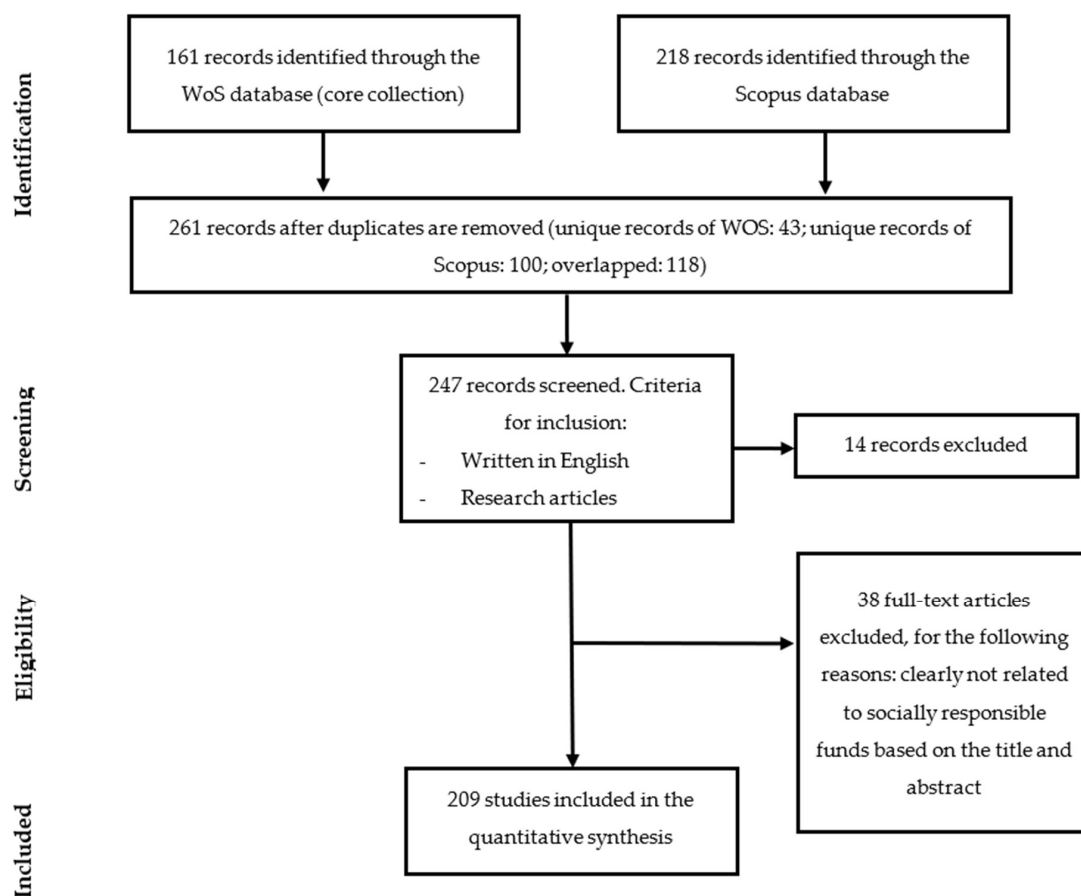 Identification
161 records identified through the
WoS database (core collection)
218 records identified through the
Scopus database
261 records after duplicates are removed (unique records of WOS: 43; unique records of
Scopus: 100; overlapped: 118)
Screening
247 records screened. Criteria
for inclusion:
- Written in English
- Research articles
14 records excluded
Eligibility
38 full-text articles
excluded, for the following
reasons: clearly not related
to socially responsible
funds based on the title and
abstract
Included
209 studies included in the
quantitative synthesis